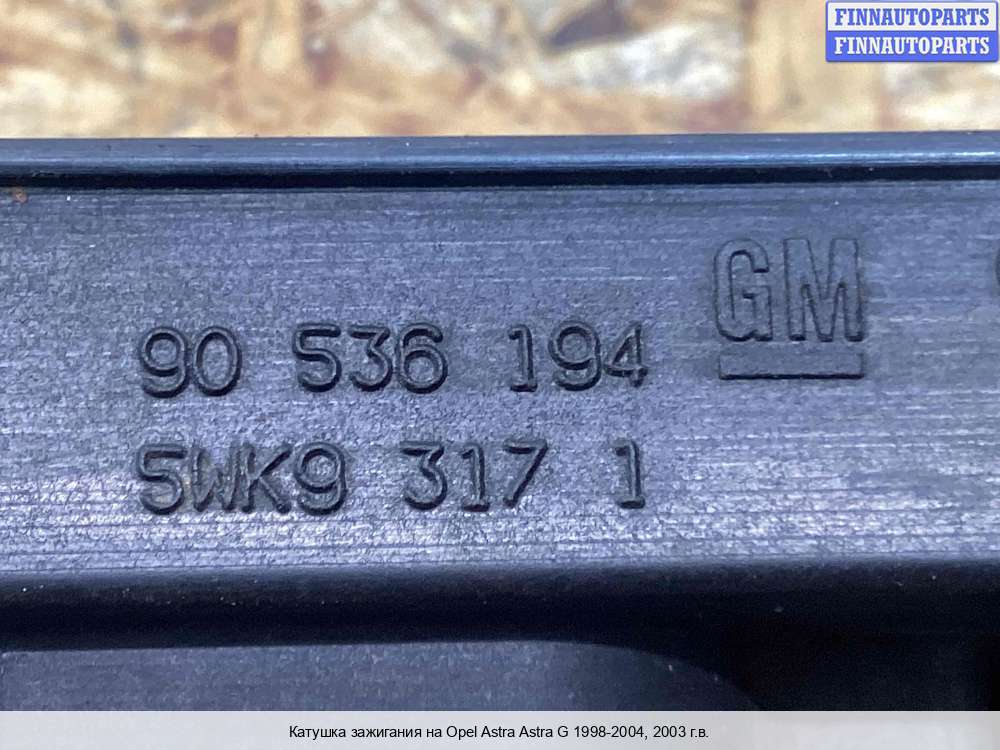 FINNAUTOPARTS
FINNAUTOPARTS
GM
90 536 194
5WK9 317 1
Катушка зажигания на Opel Astra Astra G 1998-2004, 2003 г.в.